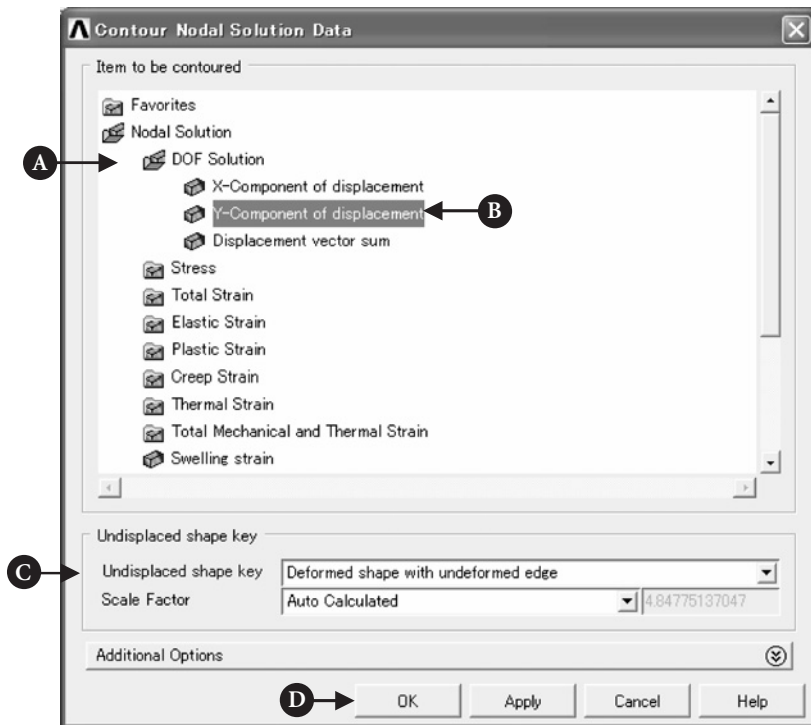 Contour Nodal Solution Data
Item to be contoured
Favorites
Nodal Solution
A
DOF Solution
X-Component of displacement
Y-Component of displacement B
Displacement vector sum
Stress
Total Strain
Elastic Strain
Plastic Strain
Creep Strain
Thermal Strain
Total Mechanical and Thermal Strain
Swelling strain
Undisplaced shape key
C
Undisplaced shape key Deformed shape with undeformed edge
Scale Factor Auto Calculated 4.84775137047
Additional Options
D OK Apply Cancel Help